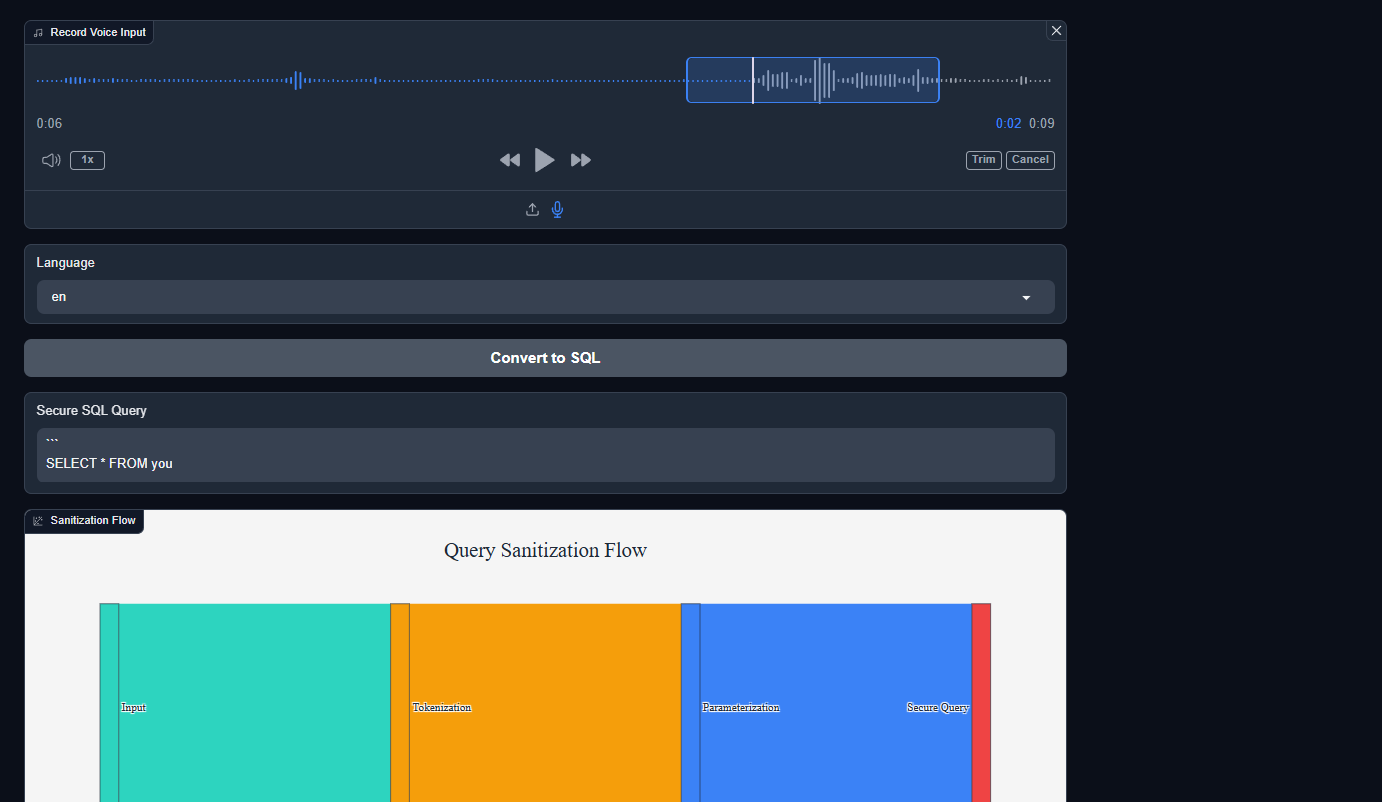 Record Voice Input
0:06
0:02 0:09
1x
Trim Cancel
Language
en
Convert to SQL
Secure SQL Query
```
SELECT * FROM you
Sanitization Flow
Query Sanitization Flow
Input Tokenization Parameterization Secure Query